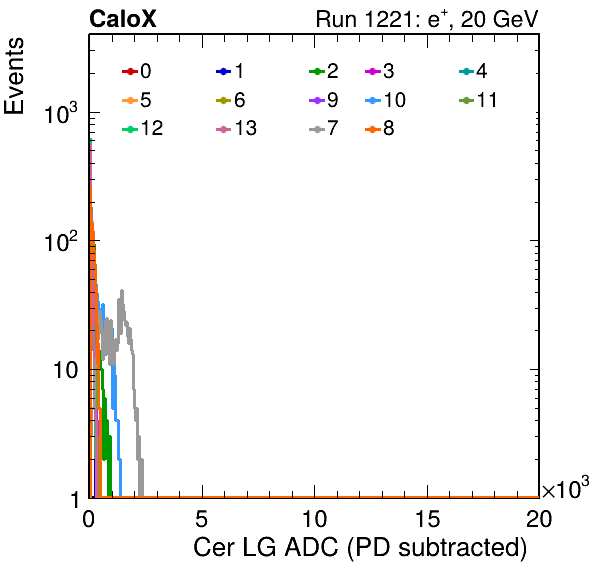 CaloX Run 1221: e⁺, 20 GeV
Events
0 1 2 3 4
5 6 9 10 11
12 13 7 8
10³
10²
10
1
0 5 10 15 20
×10³
Cer LG ADC (PD subtracted)